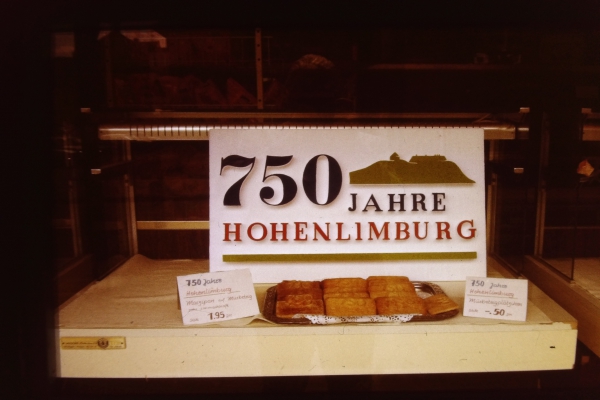 750 JAHRE
HOHENLIMBURG
750 Jahre
Hohenlimburg
1.95
750 Jahre
Hohenlimburg
-.50